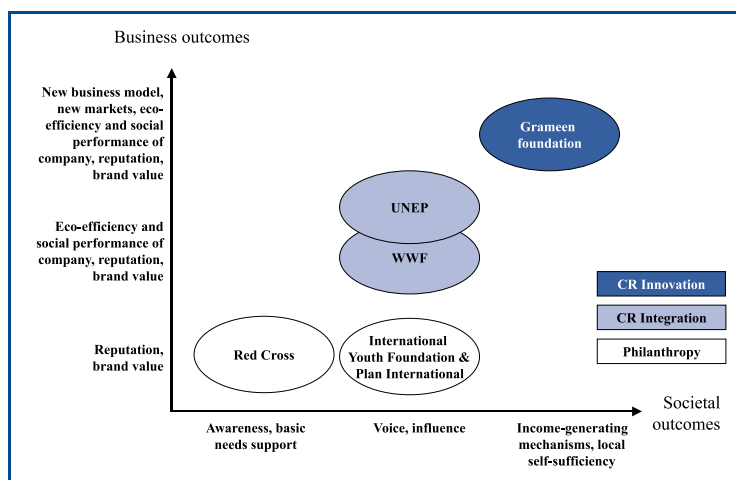 Business outcomes
New business model,
new markets, eco-
efficiency and social
performance of
company, reputation,
brand value
Grameen
foundation
UNEP
Eco-efficiency and
social performance of
company, reputation,
brand value
WWF
CR Innovation
CR Integration
Philanthropy
Reputation,
brand value
Red Cross
International
Youth Foundation &
Plan International
Societal
outcomes
Awareness, basic
needs support
Voice, influence
Income-generating
mechanisms, local
self-sufficiency